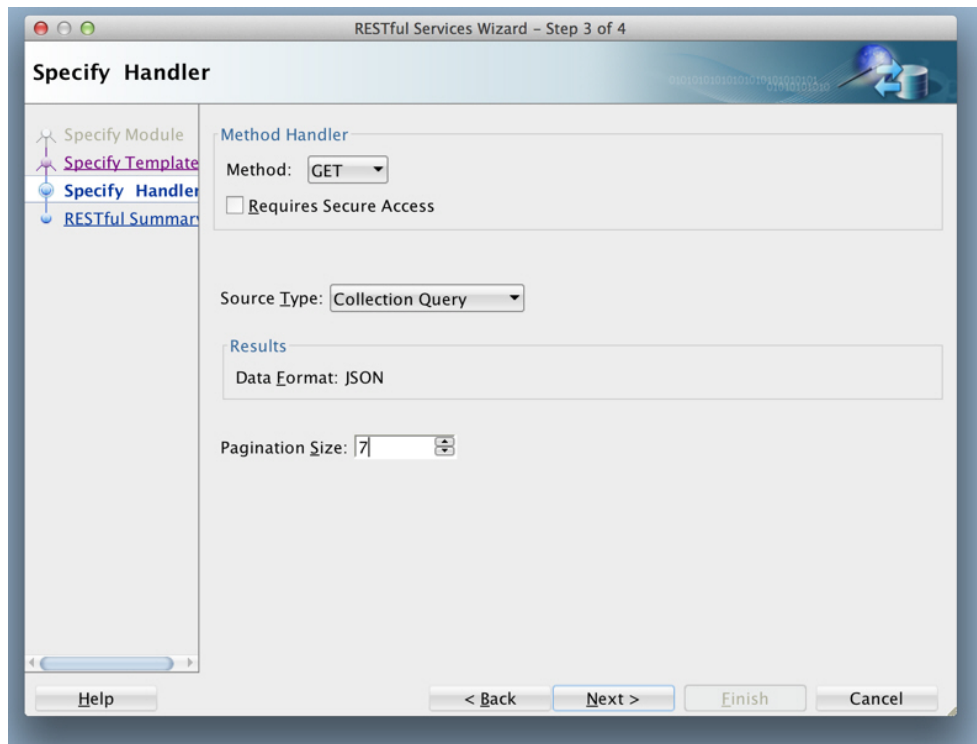 RESTful Services Wizard – Step 3 of 4
Specify Handler
Specify Module
Specify Template
Specify Handler
RESTful Summary
Method Handler
Method: GET
Requires Secure Access
Source Type: Collection Query
Results
Data Format: JSON
Pagination Size: 7
Help
< Back
Next >
Finish
Cancel